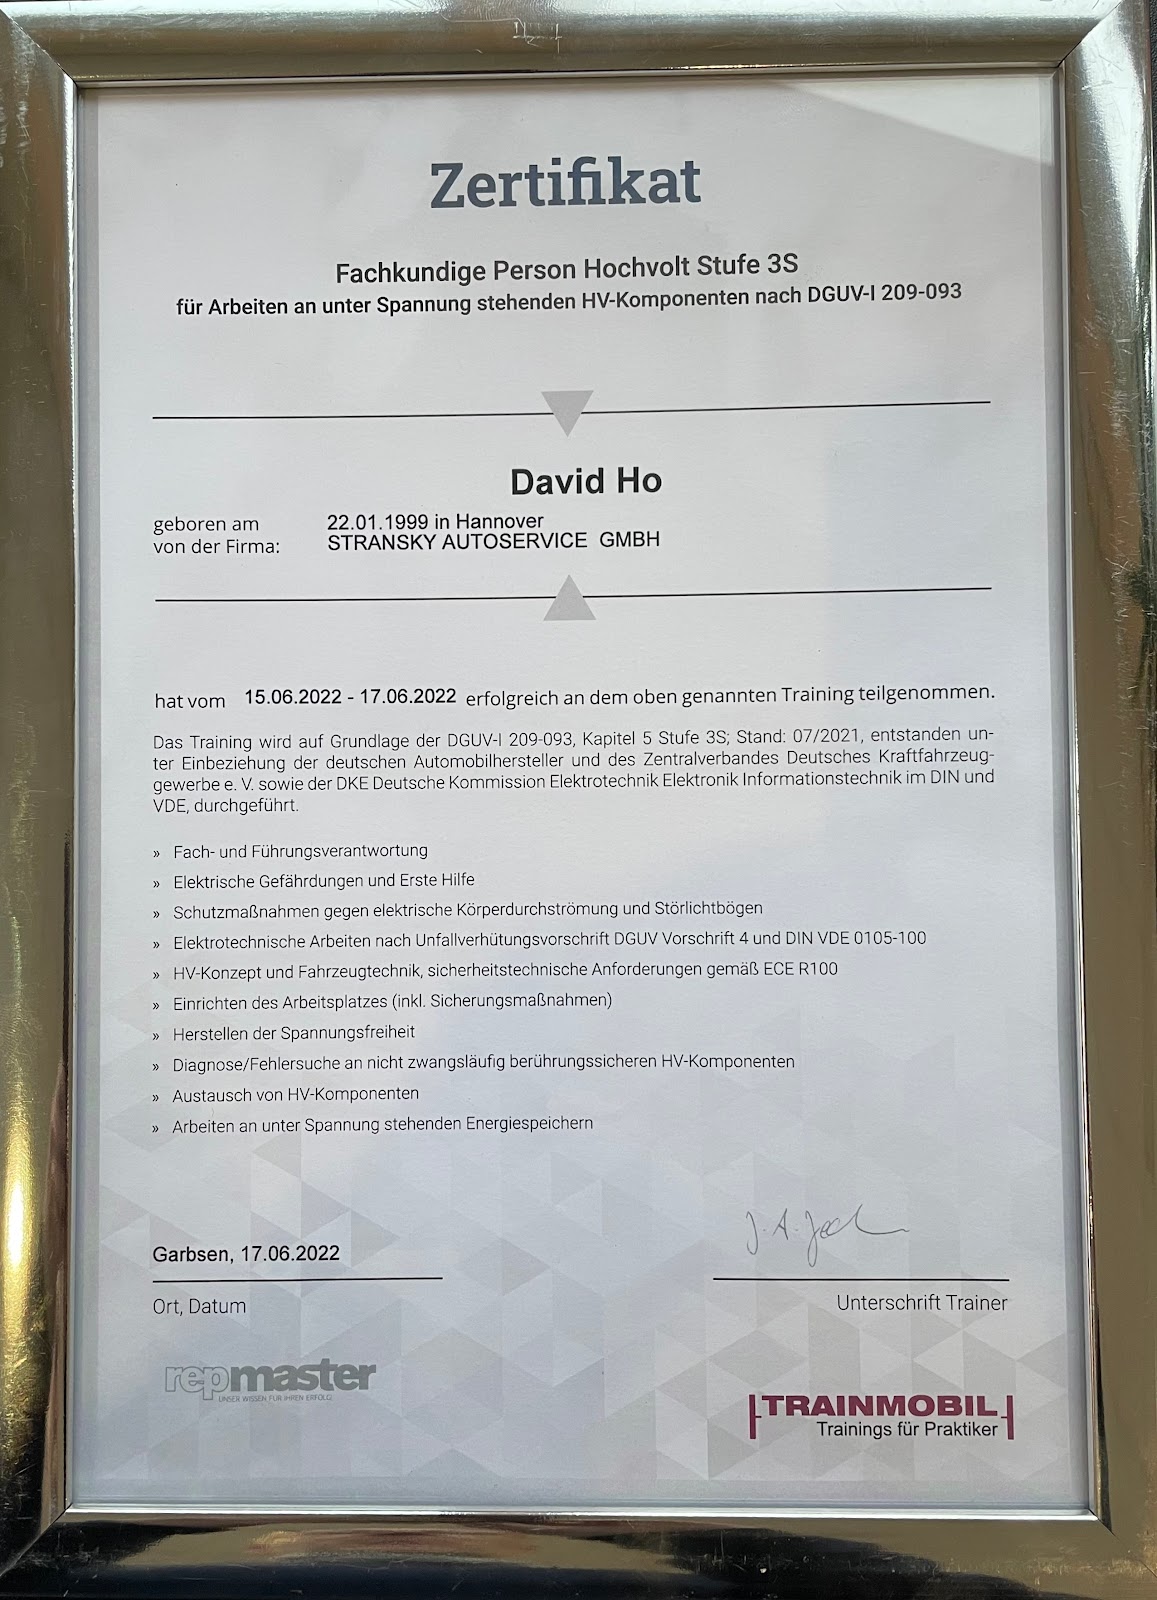 Zertifikat
Fachkundige Person Hochvolt Stufe 3S
für Arbeiten an unter Spannung stehenden HV-Komponenten nach DGUV-I 209-093
David Ho
geboren am 22.01.1999 in Hannover
von der Firma: STRANSKY AUTOSERVICE GMBH
hat vom 15.06.2022 - 17.06.2022 erfolgreich an dem oben genannten Training teilgenommen.
Das Training wird auf Grundlage der DGUV-I 209-093, Kapitel 5 Stufe 3S; Stand: 07/2021, entstanden un-
ter Einbeziehung der deutschen Automobilhersteller und des Zentralverbandes Deutsches Kraftfahrzeug-
gewerbe e. V. sowie der DKE Deutsche Kommission Elektrotechnik Elektronik Informationstechnik im DIN und
VDE, durchgeführt.
» Fach- und Führungsverantwortung
» Elektrische Gefährdungen und Erste Hilfe
» Schutzmaßnahmen gegen elektrische Körperdurchströmung und Störlichtbögen
» Elektrotechnische Arbeiten nach Unfallverhütungsvorschrift DGUV Vorschrift 4 und DIN VDE 0105-100
» HV-Konzept und Fahrzeugtechnik, sicherheitstechnische Anforderungen gemäß ECE R100
» Einrichten des Arbeitsplatzes (inkl. Sicherungsmaßnahmen)
» Herstellen der Spannungsfreiheit
» Diagnose/Fehlersuche an nicht zwangsläufig berührungssicheren HV-Komponenten
» Austausch von HV-Komponenten
» Arbeiten an unter Spannung stehenden Energiespeichern
Garbsen, 17.06.2022
Ort, Datum
Unterschrift Trainer
repmaster
UNSER WISSEN FÜR IHREN ERFOLG
TRAINMOBIL
Trainings für Praktiker